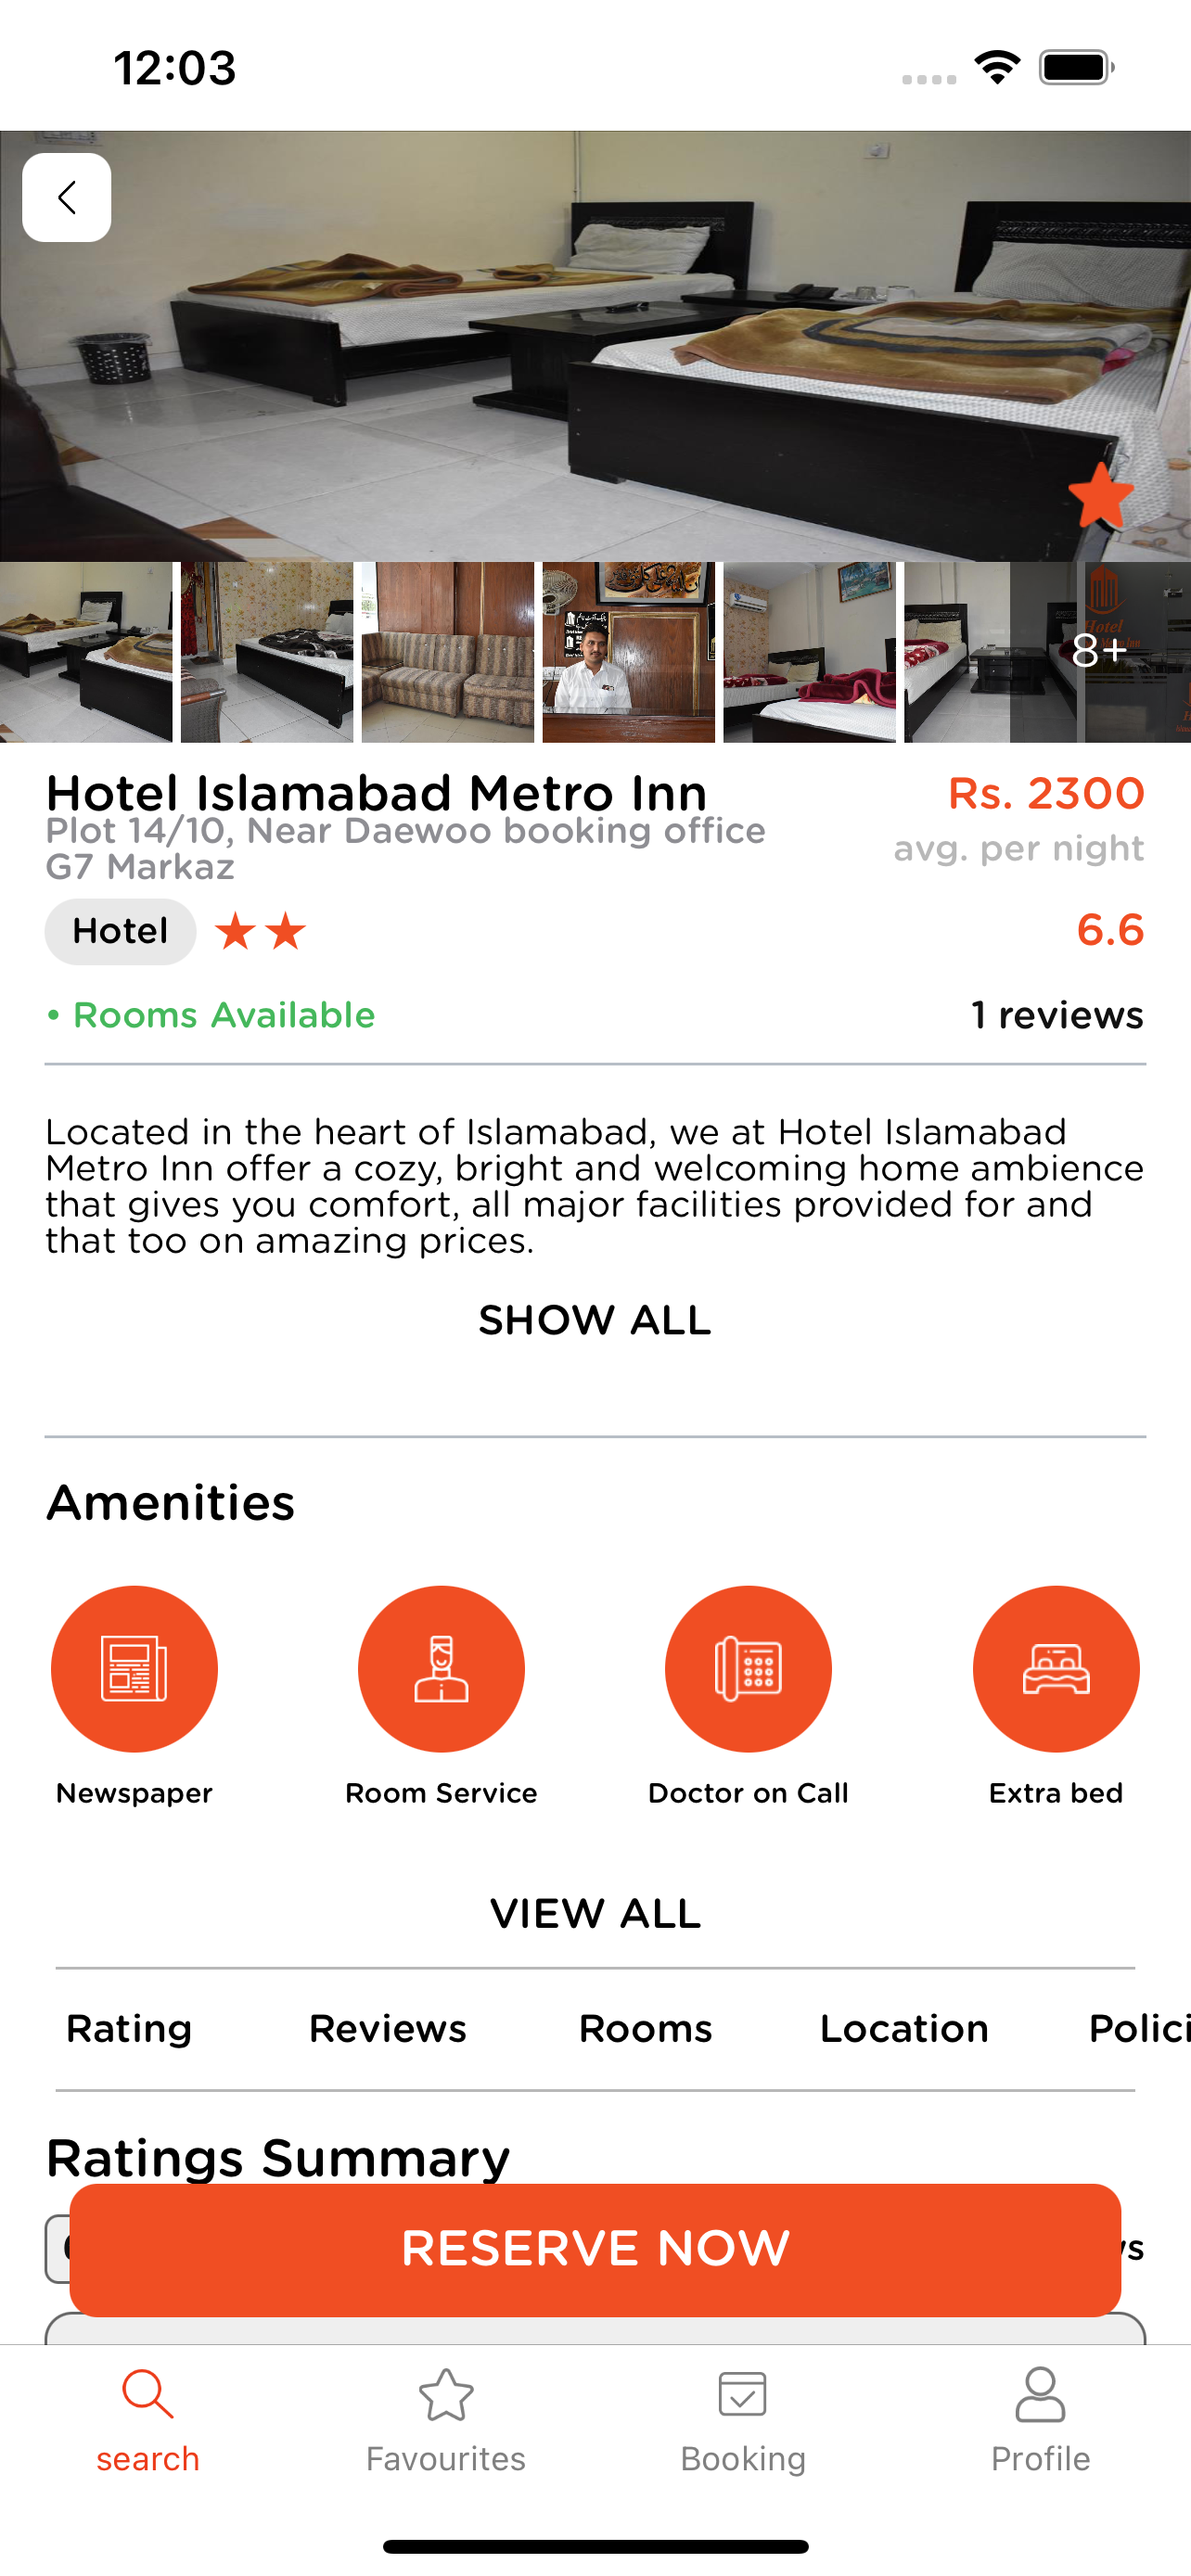 12:03
8+
Hotel
Hotel Islamabad Metro Inn
Rs. 2300
Plot 14/10, Near Daewoo booking office
G7 Markaz
avg. per night
Hotel
6.6
• Rooms Available
1 reviews
Located in the heart of Islamabad, we at Hotel Islamabad
Metro Inn offer a cozy, bright and welcoming home ambience
that gives you comfort, all major facilities provided for and
that too on amazing prices.
SHOW ALL
Amenities
Newspaper
Room Service
Doctor on Call
Extra bed
VIEW ALL
Rating
Reviews
Rooms
Location
Polici
Ratings Summary
RESERVE NOW
search
Favourites
Booking
Profile